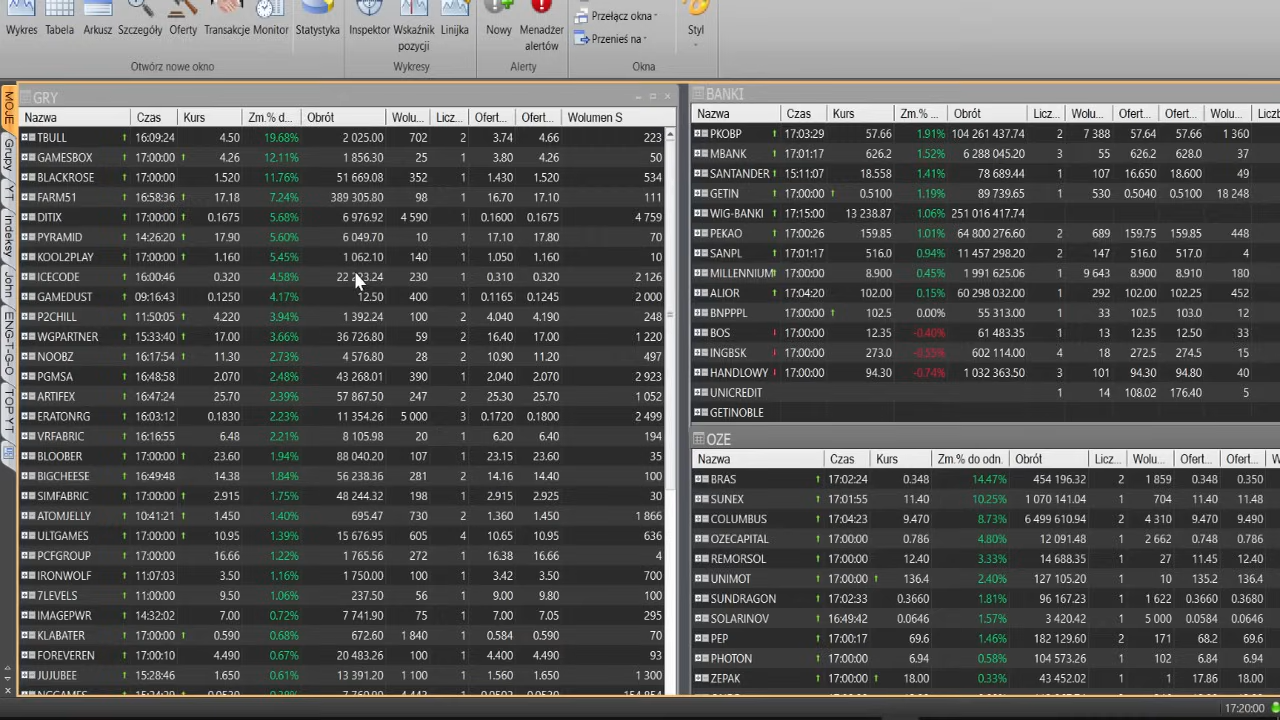 Wykres Tabela Arkusz Szczegóły Oferty Transakcje Monitor Statystyka Inspektor Wskaźnik pozycji Linijka Nowy Menadżer alertów Przełącz okna Przenieś na Styl
Otwórz nowe okno Wykresy Alerty Okna
MOJE
Grupy
YT
Indeksy
John
ENG-T-GO
TOP YT
GRY
Nazwa Czas Kurs Zm.% d... Obrót Wolu... Licz... Ofert... Ofert... Wolumen S
TBULL 16:09:24 4.50 19.68% 2 025.00 702 2 3.74 4.66 223
GAMESBOX 17:00:00 4.26 12.11% 1 856.30 25 1 3.80 4.26 50
BLACKROSE 17:00:00 1.520 11.76% 51 669.08 352 1 1.430 1.520 534
FARM51 16:58:36 17.18 7.24% 389 305.80 98 1 16.70 17.10 111
DITIX 17:00:00 0.1675 5.68% 6 976.92 4 590 1 0.1600 0.1675 4 759
PYRAMID 14:26:20 17.90 5.60% 6 049.70 10 1 17.10 17.80 70
KOOL2PLAY 17:00:00 1.160 5.45% 1 062.10 140 1 1.050 1.160 10
ICECODE 16:00:46 0.320 4.58% 230 1 0.310 0.320 2 126
GAMEDUST 09:16:43 0.1250 4.17% 12.50 400 1 0.1165 0.1245 2 000
P2CHILL 11:50:05 4.220 3.94% 1 392.24 100 2 4.040 4.190 248
WGPARTNER 15:33:40 17.00 3.66% 36 726.80 59 2 16.40 17.00 1 220
NOOBZ 16:17:54 11.30 2.73% 4 576.80 28 2 10.90 11.20 497
PGMSA 16:48:58 2.070 2.48% 43 268.01 390 1 2.040 2.070 2 923
ARTIFEX 16:47:24 25.70 2.39% 57 867.50 247 2 25.30 25.70 1 052
ERATONRG 16:03:12 0.1830 2.23% 11 354.26 5 000 3 0.1720 0.1800 2 499
VRFABRIC 16:16:55 6.48 2.21% 8 105.98 20 1 6.20 6.40 194
BLOOBER 17:00:00 23.60 1.94% 88 040.20 107 1 23.15 23.60 35
BIGCHEESE 16:49:48 14.38 1.84% 56 238.36 281 2 14.16 14.40 100
SIMFABRIC 17:00:00 2.915 1.75% 48 244.32 198 1 2.915 2.925 30
ATOMJELLY 10:41:21 1.450 1.40% 695.47 730 2 1.360 1.450 1 866
ULTGAMES 17:00:00 10.95 1.39% 15 676.95 605 4 10.65 10.95 636
PCFGROUP 17:00:00 16.66 1.22% 1 765.56 272 1 16.38 16.66 4
IRONWOLF 11:07:03 3.50 1.16% 1 750.00 100 1 3.42 3.50 700
7LEVELS 11:00:00 9.50 1.06% 237.50 56 1 9.00 9.80 100
IMAGEPWR 14:32:02 7.00 0.72% 7 741.90 75 1 7.00 7.05 295
KLABATER 17:00:00 0.590 0.68% 672.60 1 840 1 0.584 0.590 70
FOREVEREN 17:00:10 4.490 0.67% 20 483.26 100 1 4.400 4.490 93
JUJUBEE 15:28:46 1.650 0.61% 13 391.20 1 100 1 1.560 1.650 1 300
BANKI
Nazwa Czas Kurs Zm.% ... Obrót Licz... Wolu... Ofert... Ofert... Wolu... Liczb
PKOBP 17:03:29 57.66 1.91% 104 261 437.74 2 7 385 57.64 57.66 1 360
MBANK 17:01:17 626.2 1.52% 6 288 045.20 3 55 626.2 628.0 37
SANTANDER 15:11:07 18.558 1.41% 78 689.44 1 107 16.650 18.600 49
GETIN 17:00:00 0.5100 1.19% 89 739.65 1 530 0.5040 0.5100 18 248
WIG-BANKI 17:15:00 13 238.87 1.06% 251 016 417.74
PEKAO 17:01:28 159.85 1.01% 64 800 276.60 2 689 159.75 159.85 448
SANPL 17:01:17 516.0 0.94% 11 457 298.20 2 54 516.0 517.0 4
MILLENNIUM 17:00:00 8.900 0.45% 1 991 625.06 1 9 643 8.900 8.910 180
ALIOR 17:04:20 102.00 0.15% 60 298 032.00 1 292 102.00 102.25 452
BNPPPL 17:00:00 102.5 0.00% 55 313.00 1 40 102.5 103.0 12
BOS 17:00:00 12.35 -0.40% 61 483.35 1 13 12.35 12.50 33
INGBSK 17:00:00 273.0 -0.55% 602 114.00 4 18 272.5 274.5 15
HANDLOWY 17:00:00 94.30 -0.74% 1 032 363.50 3 101 94.30 94.80 40
UNICREDIT 1 14 108.02 176.40 5
GETINOBLE
OZE
Nazwa Czas Kurs Zm.% do odn. Obrót Licz... Wolu... Ofert... Ofert... W
BRAS 17:02:24 0.348 14.47% 454 196.32 2 1 859 0.348 0.350
SUNEX 17:01:55 11.40 10.25% 1 070 141.04 1 704 11.40 11.48
COLUMBUS 17:04:23 9.470 8.73% 6 499 610.94 2 4 310 9.470 9.490
OZECAPITAL 17:00:00 0.786 4.80% 12 091.48 1 2 662 0.748 0.786
REMORSOL 17:00:00 12.40 3.33% 14 688.35 1 27 11.45 12.40
UNIMOT 17:00:00 136.4 2.40% 127 105.20 1 10 135.2 136.4
SUNDRAGON 17:00:00 0.3660 1.81% 96 167.23 1 1 622 0.3660 0.3680
SOLARINOV 16:49:42 0.0646 1.57% 3 420.42 1 5 000 0.0584 0.0646
PEP 17:00:17 69.6 1.46% 182 129.60 2 171 68.2 69.6
PHOTON 17:00:00 6.94 0.58% 104 573.26 1 102 6.84 6.94
ZEPAK 17:00:00 18.00 0.33% 43 452.02 1 1 17.86 18.00
17:20:00